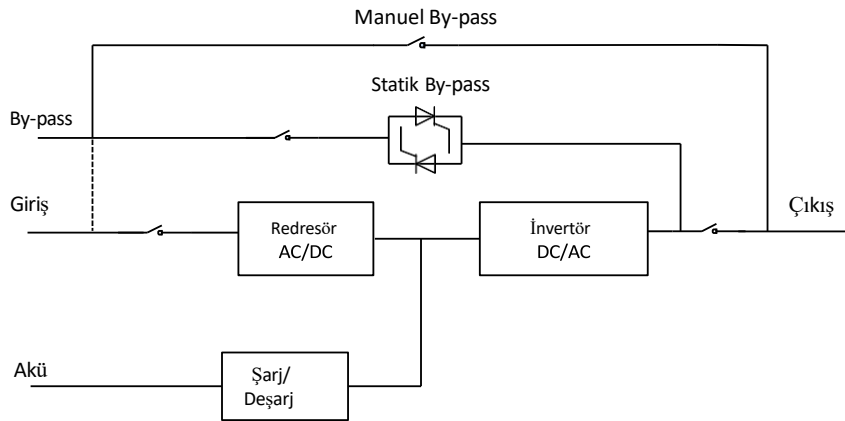 Manuel By-pass
Statik By-pass
By-pass
Giriş
Redresör
AC/DC
İnvertör
DC/AC
Çıkış
Akü
Şarj/
Deşarj